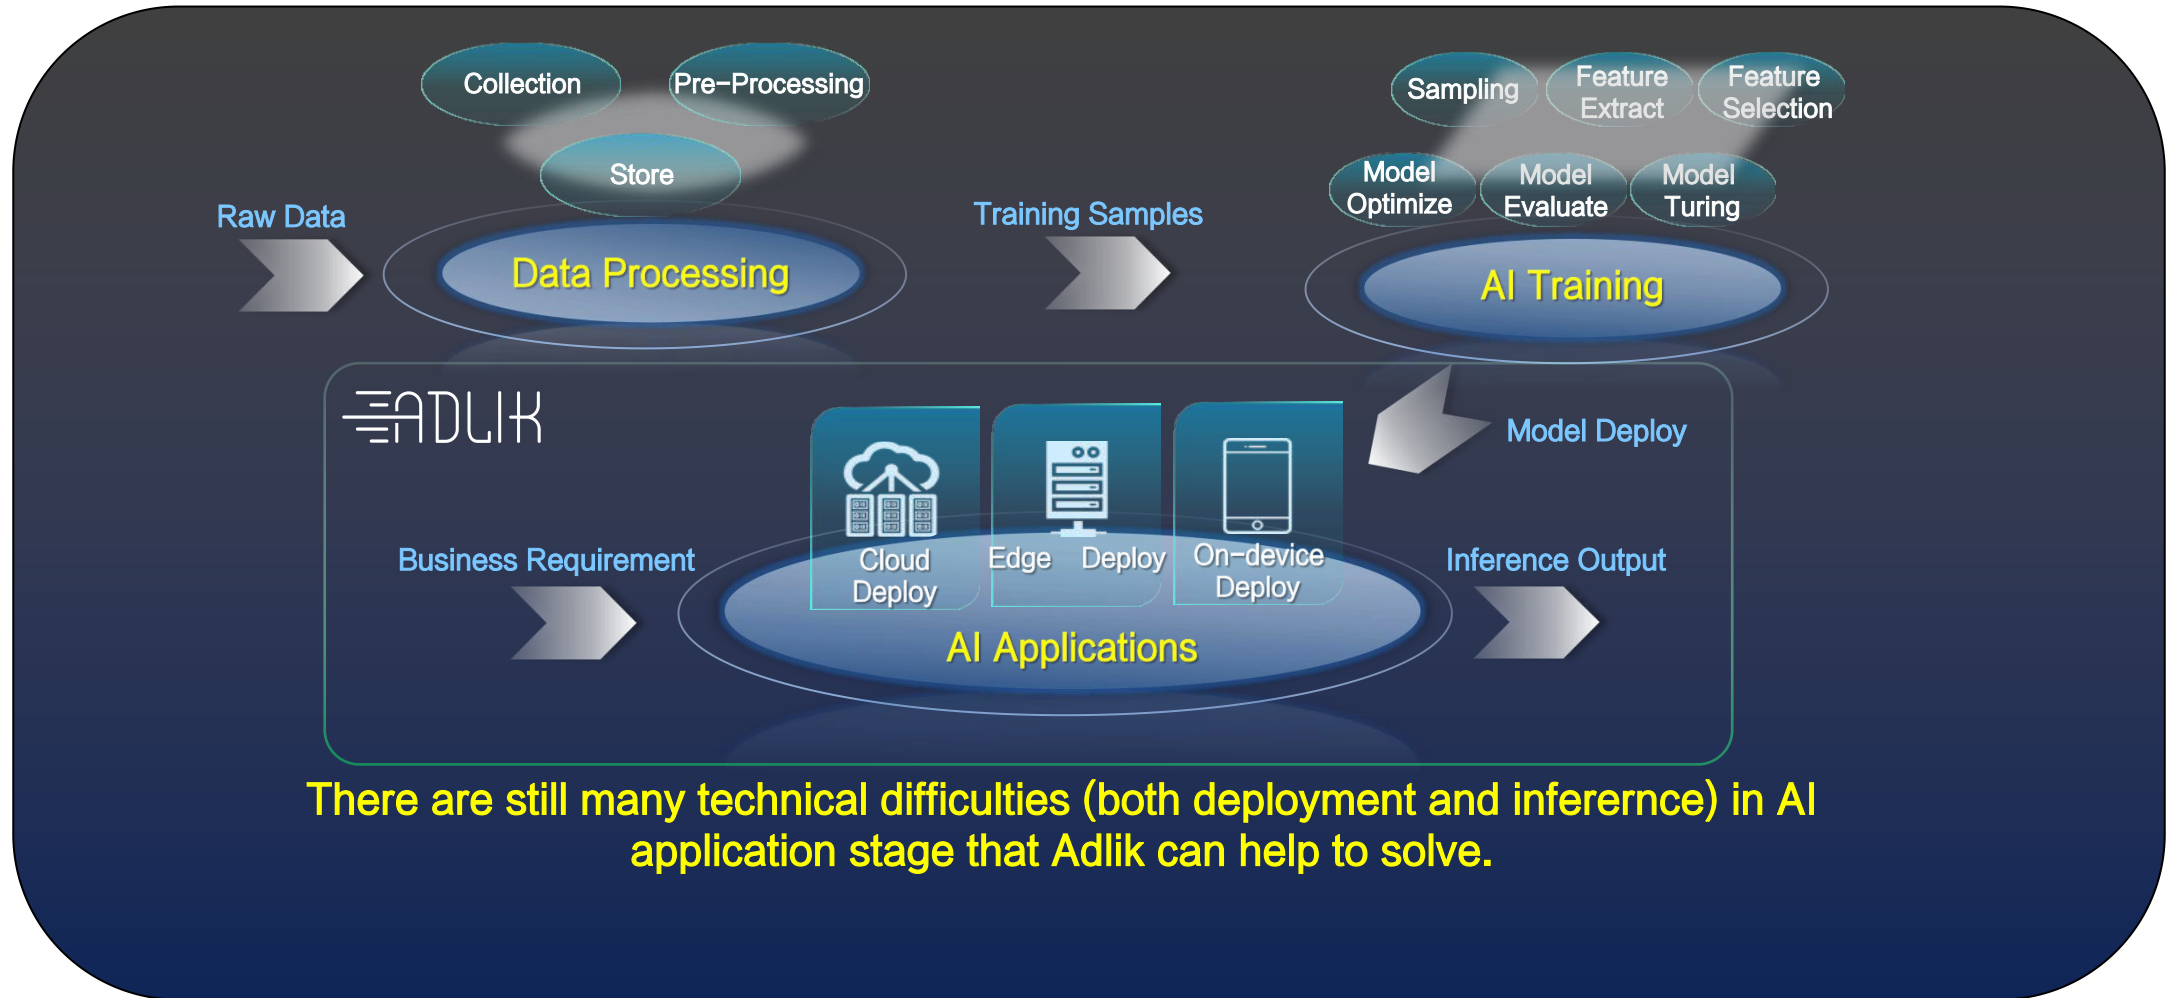 Collection
Pre-Processing
Store
Sampling
Feature
Extract
Feature
Selection
Model
Optimize
Model
Evaluate
Model
Turing
Raw Data
Data Processing
Training Samples
AI Training
ADLIK
Model Deploy
Business Requirement
Cloud
Deploy
Edge Deploy
On-device
Deploy
Inference Output
AI Applications
There are still many technical difficulties (both deployment and inferernce) in AI
application stage that Adlik can help to solve.